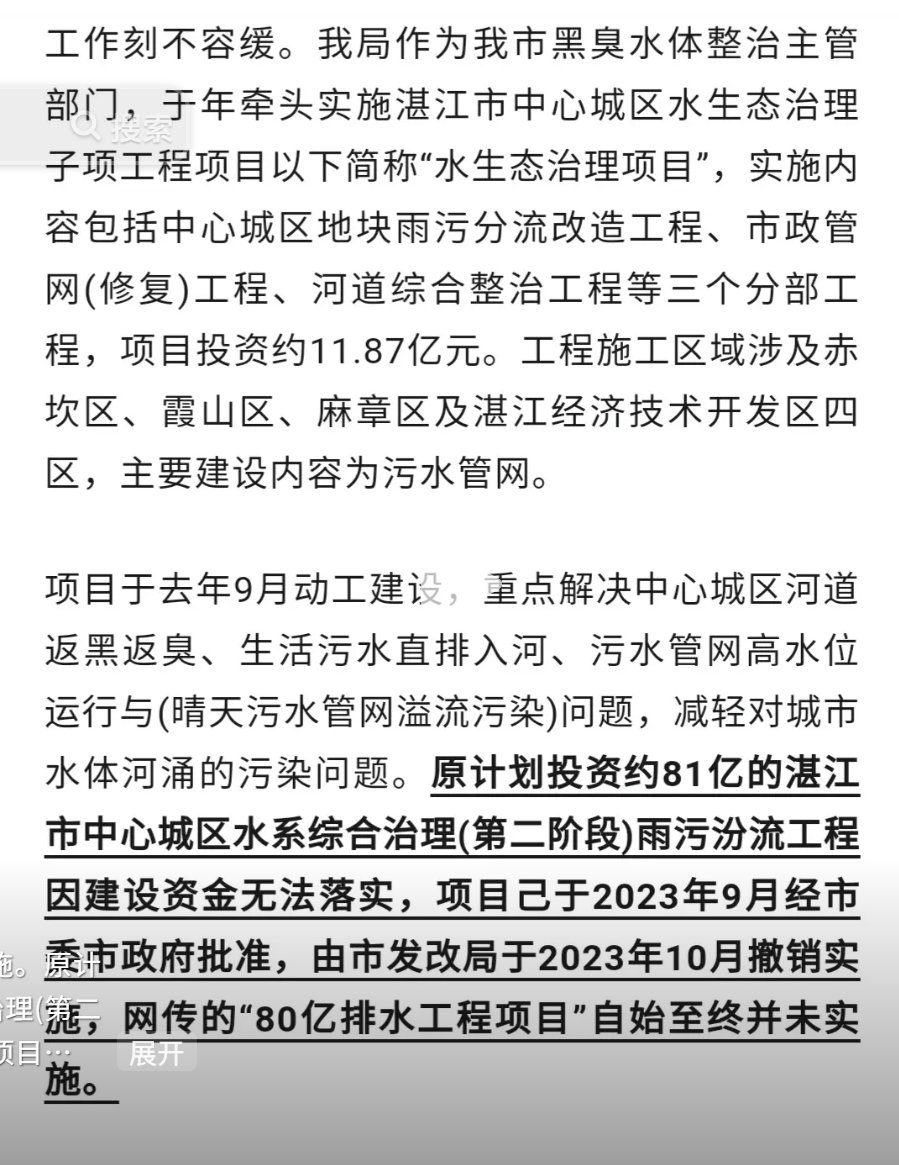 工作刻不容缓。我局作为我市黑臭水体整治主管
部门，于年牵头实施湛江市中心城区水生态治理
搜索
子项工程项目以下简称“水生态治理项目”，实施内
容包括中心城区地块雨污分流改造工程、市政管
网(修复)工程、河道综合整治工程等三个分部工
程，项目投资约11.87亿元。工程施工区域涉及赤
坎区、霞山区、麻章区及湛江经济技术开发区四
区，主要建设内容为污水管网。
项目于去年9月动工建设，重点解决中心城区河道
返黑返臭、生活污水直排入河、污水管网高水位
运行与(晴天污水管网溢流污染)问题，减轻对城市
水体河涌的污染问题。原计划投资约81亿的湛江
市中心城区水系综合治理(第二阶段)雨污汾流工程
因建设资金无法落实，项目己于2023年9月经市
委市政府批准，由市发改局于2023年10月撤销实
施。原计
施，网传的“80亿排水工程项目”自始至终并未实
理(第二
施。
项目…
展开